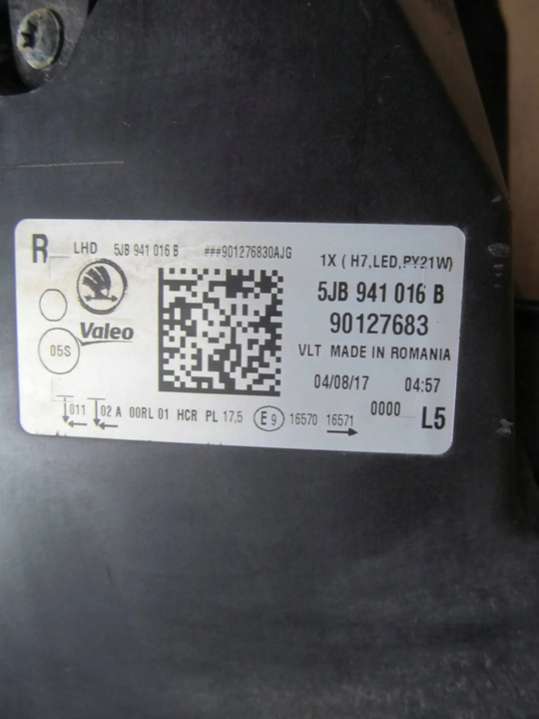 R LHD 5JB 941 016 B ###901276830AJG 1X ( H7,LED,PY21W)
5JB 941 016 B
Valeo
90127683
05S
VLT MADE IN ROMANIA
04/08/17 04:57
011 02 A 00RL 01 HCR PL 17,5 E9 16570 16571 0000 L5